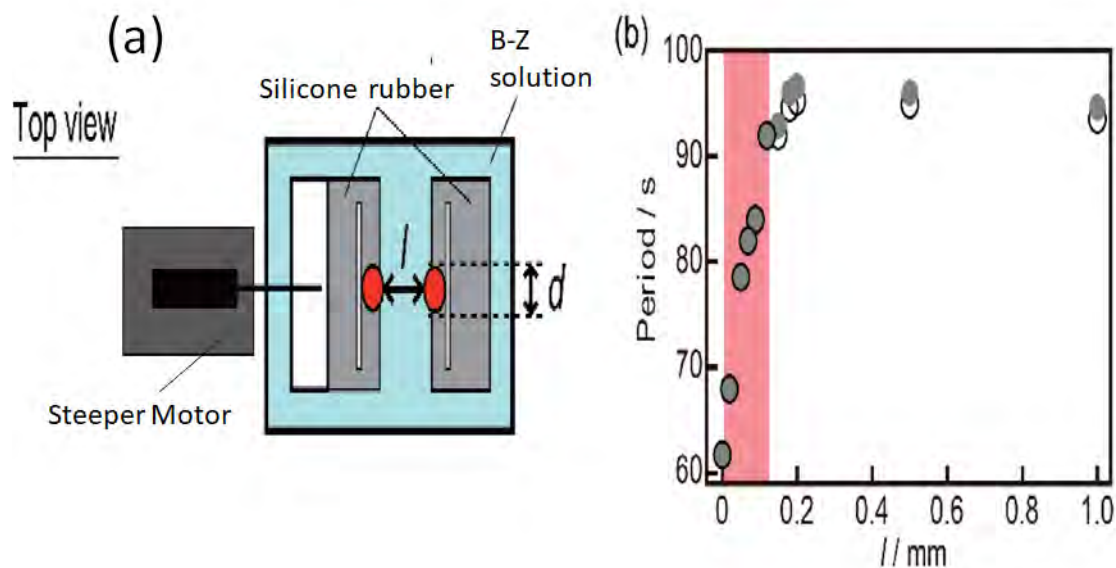 (a)
B-Z
solution
Silicone rubber
Top view
l
d
Steeper Motor
(b)
100
90
80
70
60
Period / s
0
0.2
0.4
0.6
0.8
1.0
l / mm